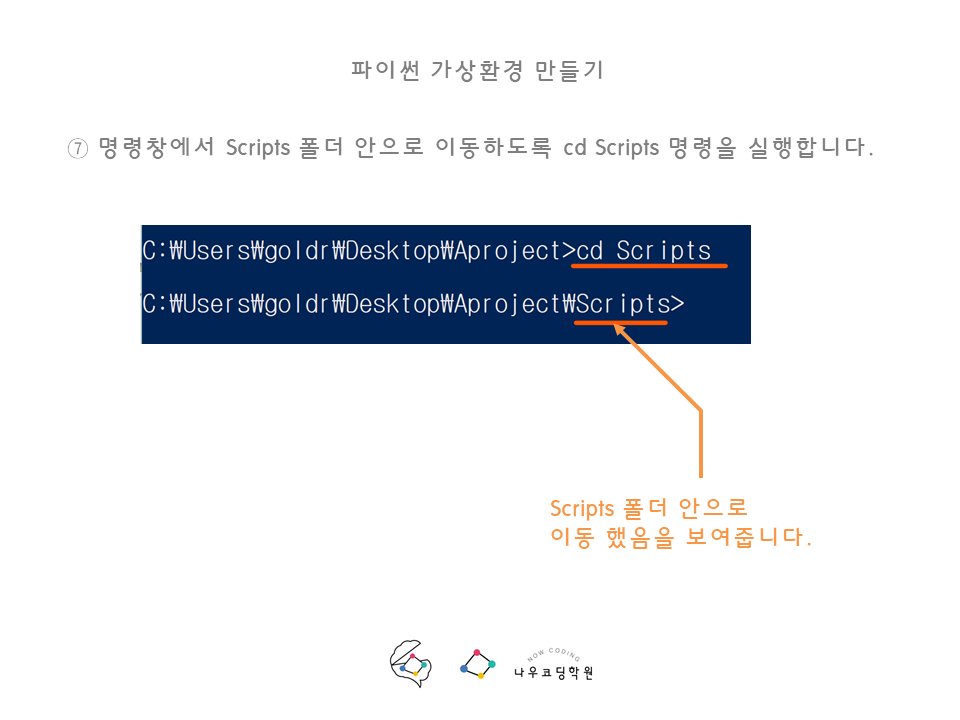 파이썬 가상환경 만들기
⑦ 명령창에서 Scripts 폴더 안으로 이동하도록 cd Scripts 명령을 실행합니다.
C:₩Users₩goldr₩Desktop₩Aproject>cd Scripts
C:₩Users₩goldr₩Desktop₩Aproject₩Scripts>
Scripts 폴더 안으로
이동 했음을 보여줍니다.
NOW CODING
나우코딩학원